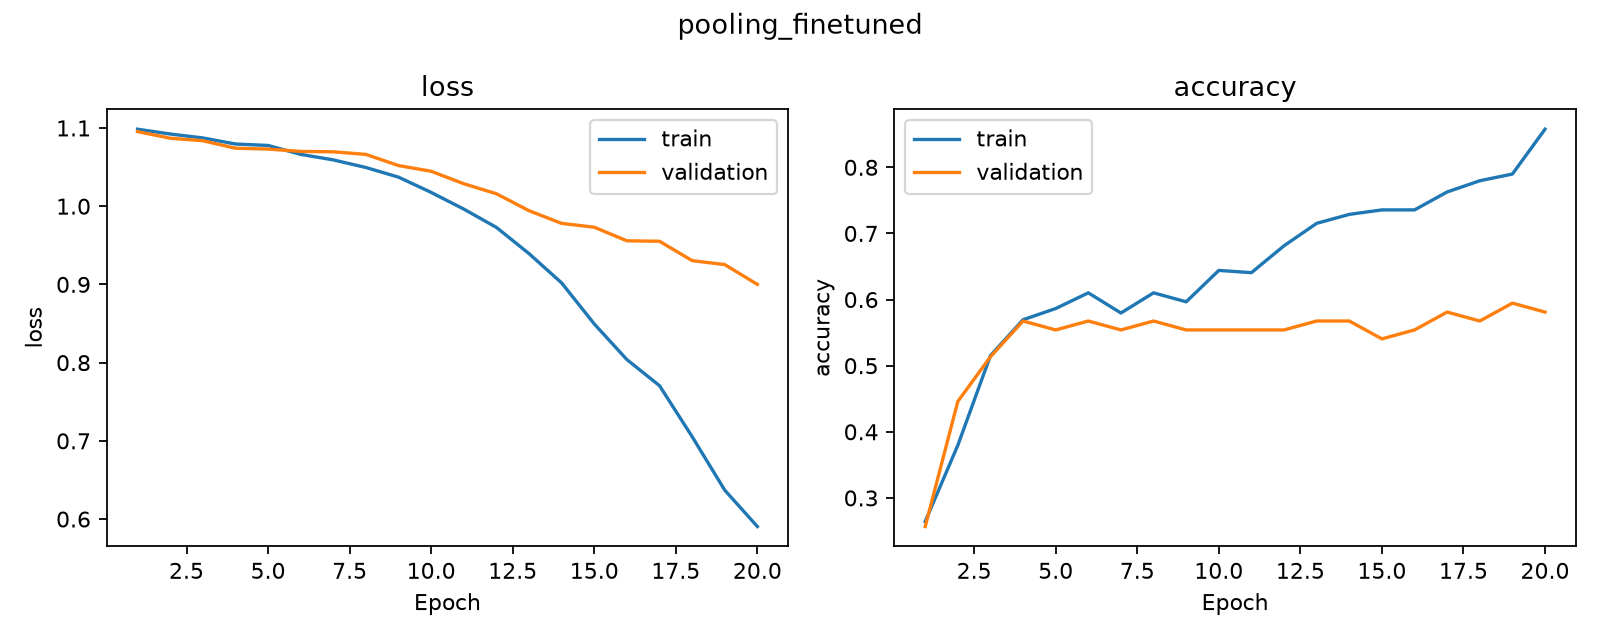 pooling_finetuned
loss
train
validation
1.1
1.0
0.9
0.8
0.7
0.6
loss
2.5 5.0 7.5 10.0 12.5 15.0 17.5 20.0
Epoch
accuracy
train
validation
0.8
0.7
0.6
0.5
0.4
0.3
accuracy
2.5 5.0 7.5 10.0 12.5 15.0 17.5 20.0
Epoch